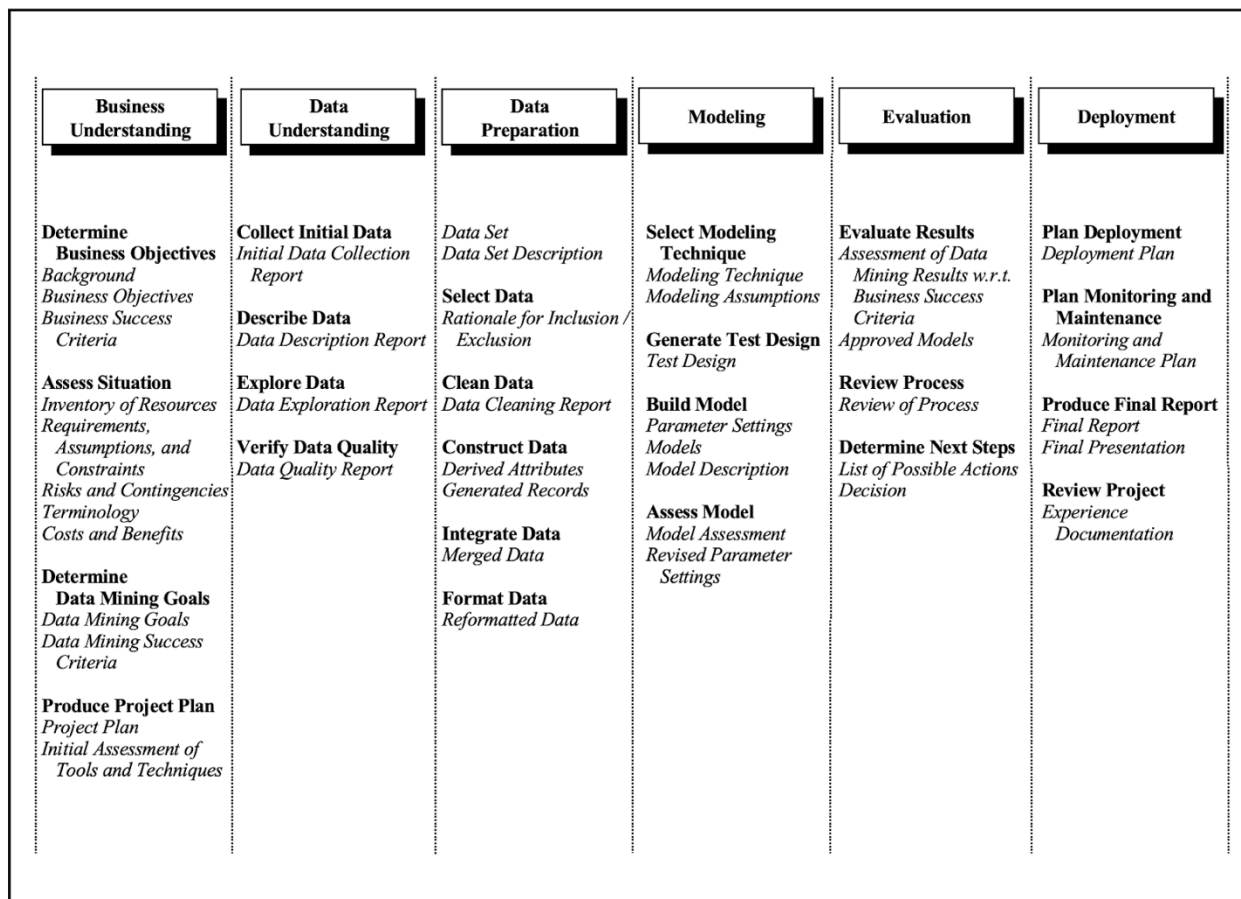 Business
Understanding
Data
Understanding
Data
Preparation
Modeling
Evaluation
Deployment
Determine
Business Objectives
Background
Business Objectives
Business Success
Criteria
Assess Situation
Inventory of Resources
Requirements,
Assumptions, and
Constraints
Risks and Contingencies
Terminology
Costs and Benefits
Determine
Data Mining Goals
Data Mining Goals
Data Mining Success
Criteria
Produce Project Plan
Project Plan
Initial Assessment of
Tools and Techniques
Collect Initial Data
Initial Data Collection
Report
Describe Data
Data Description Report
Explore Data
Data Exploration Report
Verify Data Quality
Data Quality Report
Data Set
Data Set Description
Select Data
Rationale for Inclusion /
Exclusion
Clean Data
Data Cleaning Report
Construct Data
Derived Attributes
Generated Records
Integrate Data
Merged Data
Format Data
Reformatted Data
Select Modeling
Technique
Modeling Technique
Modeling Assumptions
Generate Test Design
Test Design
Build Model
Parameter Settings
Models
Model Description
Assess Model
Model Assessment
Revised Parameter
Settings
Evaluate Results
Assessment of Data
Mining Results w.r.t.
Business Success
Criteria
Approved Models
Review Process
Review of Process
Determine Next Steps
List of Possible Actions
Decision
Plan Deployment
Deployment Plan
Plan Monitoring and
Maintenance
Monitoring and
Maintenance Plan
Produce Final Report
Final Report
Final Presentation
Review Project
Experience
Documentation